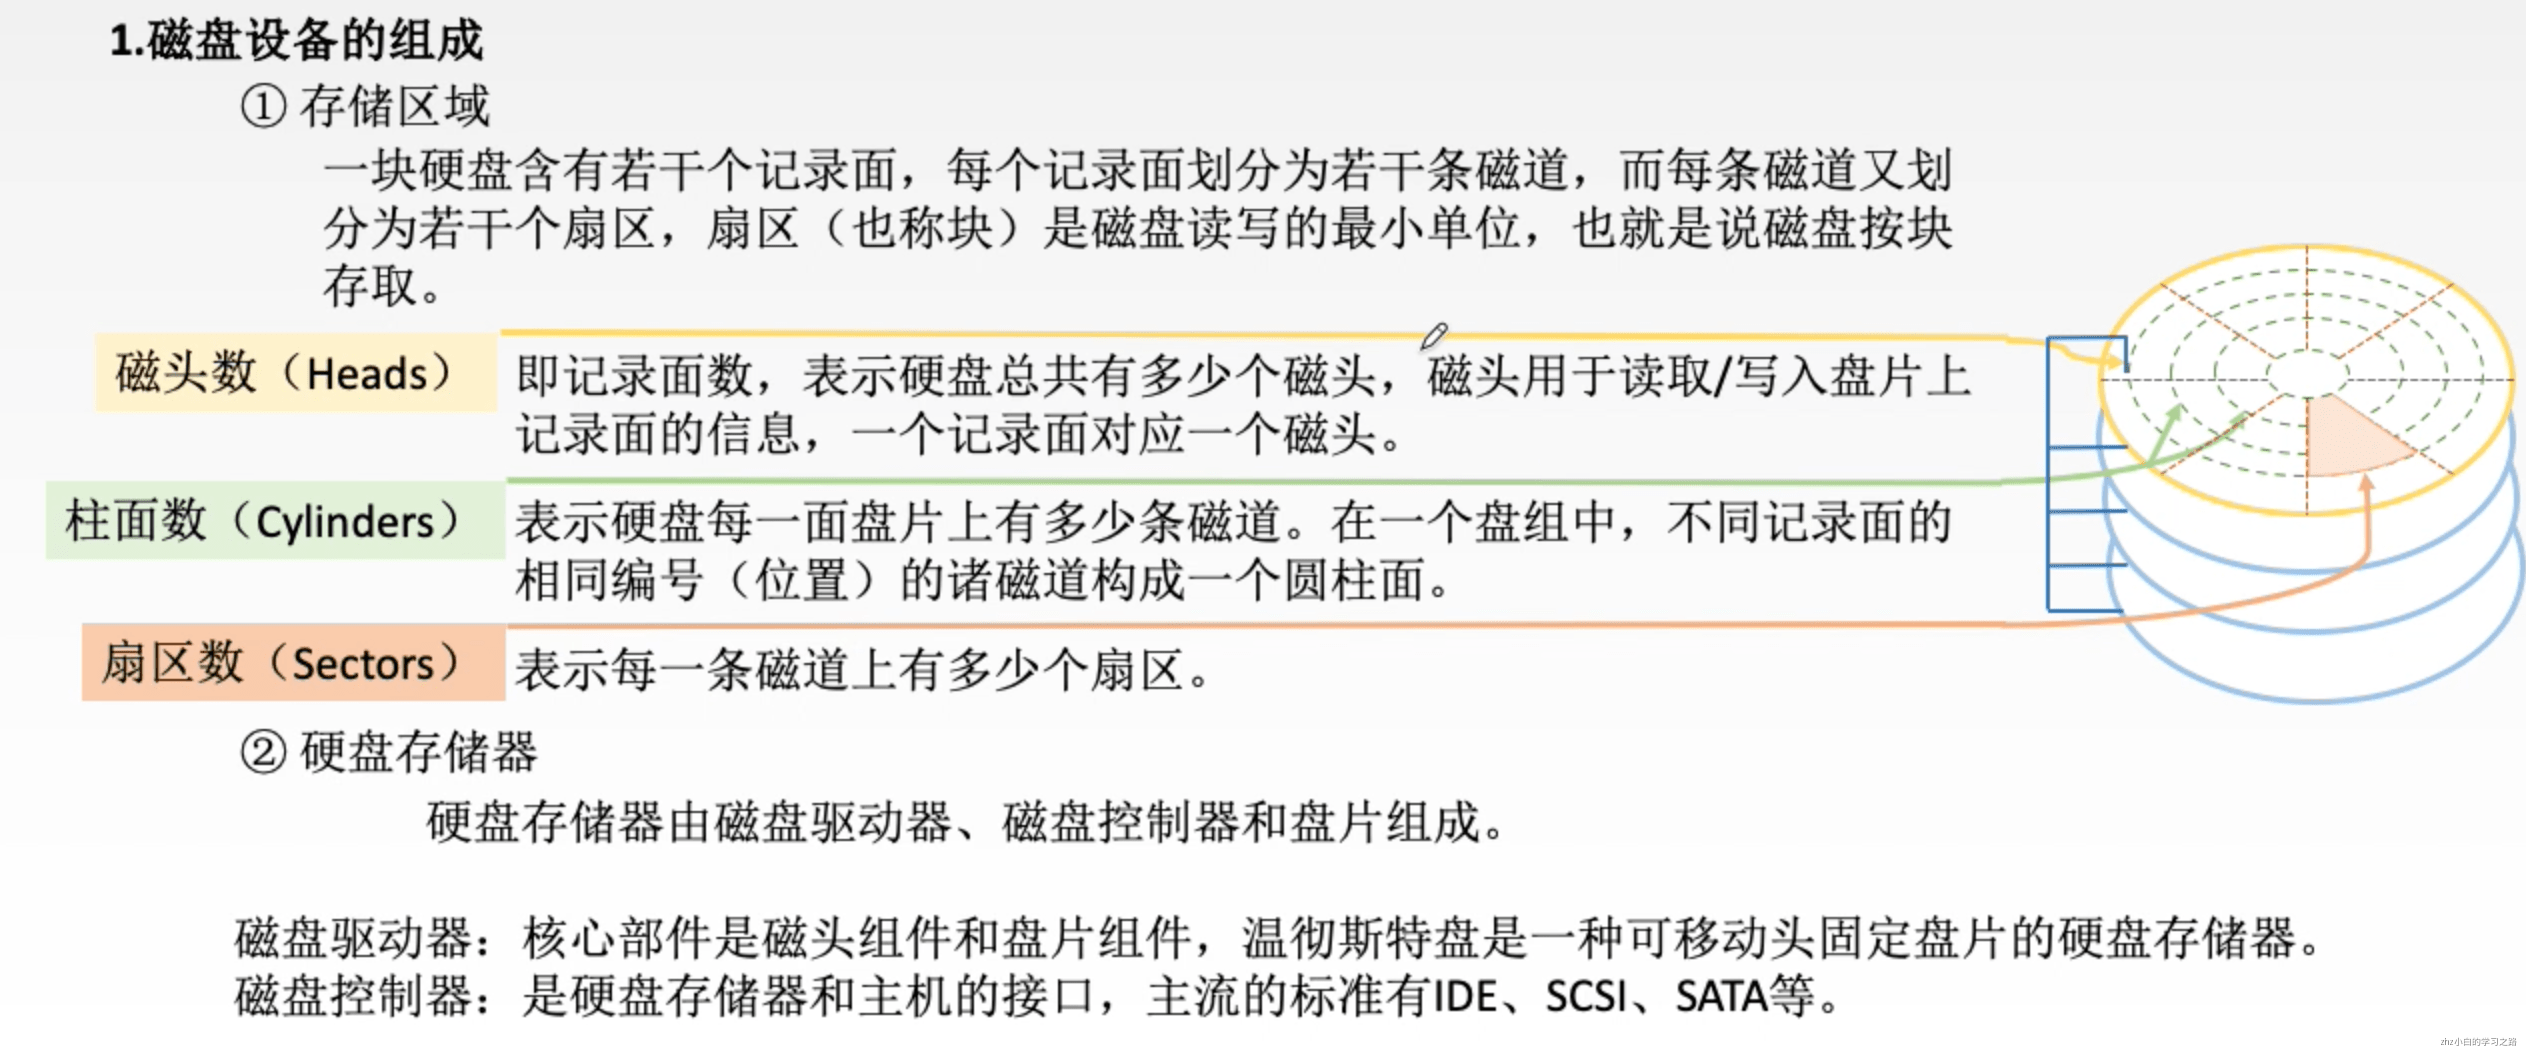 1.磁盘设备的组成
① 存储区域
一块硬盘含有若干个记录面，每个记录面划分为若干条磁道，而每条磁道又划
分为若干个扇区，扇区（也称块）是磁盘读写的最小单位，也就是说磁盘按块
存取。
磁头数（Heads）
即记录面数，表示硬盘总共有多少个磁头，磁头用于读取/写入盘片上
记录面的信息，一个记录面对应一个磁头。
柱面数（Cylinders）
表示硬盘每一面盘片上有多少条磁道。在一个盘组中，不同记录面的
相同编号（位置）的诸磁道构成一个圆柱面。
扇区数（Sectors）
表示每一条磁道上有多少个扇区。
② 硬盘存储器
硬盘存储器由磁盘驱动器、磁盘控制器和盘片组成。
磁盘驱动器：核心部件是磁头组件和盘片组件，温彻斯特盘是一种可移动头固定盘片的硬盘存储器。
磁盘控制器：是硬盘存储器和主机的接口，主流的标准有IDE、SCSI、SATA等。
zhz小白的学习之路